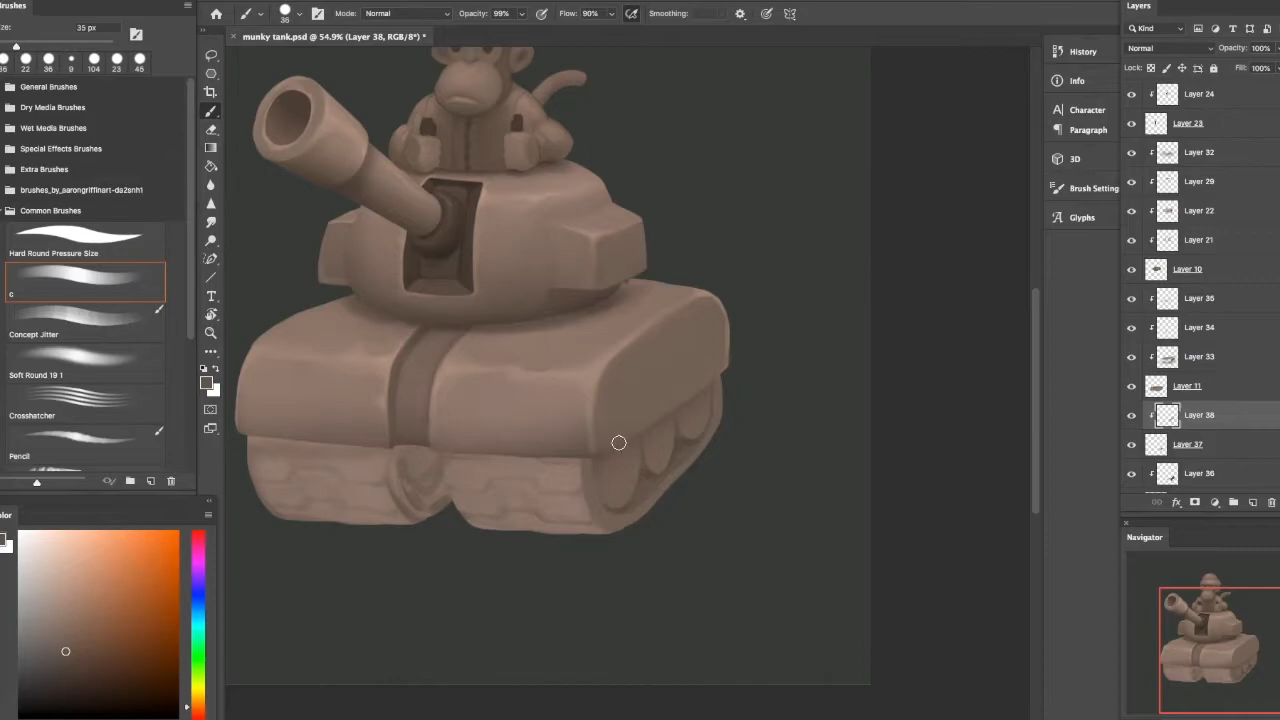 Brushes
ze:
35 px
36
22
36
9
104
23
45
General Brushes
Dry Media Brushes
Wet Media Brushes
Special Effects Brushes
Extra Brushes
brushes_by_aarongriffinart-da2snh1
Common Brushes
Hard Round Pressure Size
c
Concept Jitter
Soft Round 19 1
Crosshatcher
Pencil
olor
36
Mode:
Normal
Opacity:
99%
Flow:
90%
Smoothing:
munky tank.psd @ 54.9% (Layer 38, RGB/8*) *
T
History
Info
Character
Paragraph
3D
Brush Setting
Glyphs
Layers
Kind
Normal
Opacity:
100%
Lock:
Fill:
100%
Layer 24
Layer 23
Layer 32
Layer 29
Layer 22
Layer 21
Layer 10
Layer 35
Layer 34
Layer 33
Layer 11
Layer 38
Layer 37
Layer 36
fx
Navigator